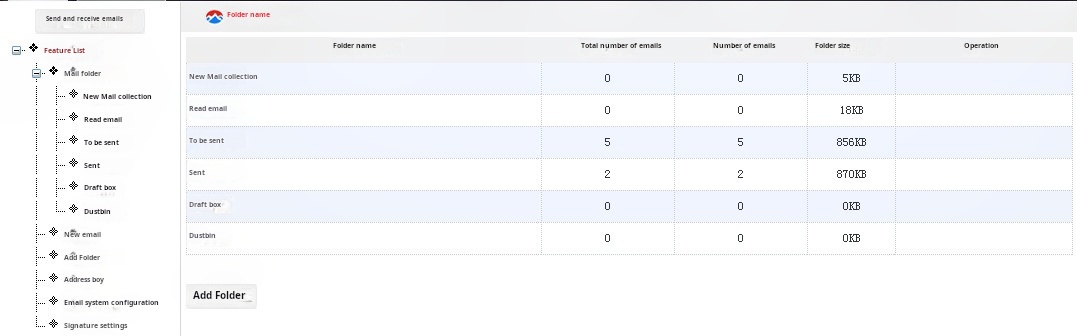 Send and receive emails
Feature List
Mail folder
New Mail collection
Read email
To be sent
Sent
Draft box
Dustbin
New email
Add Folder
Address boy
Email system configuration
Signature settings
Folder name
Folder name Total number of emails Number of emails Folder size Operation
New Mail collection 0 0 5KB
Read email 0 0 18KB
To be sent 5 5 856KB
Sent 2 2 870KB
Draft box 0 0 0KB
Dustbin 0 0 0KB
Add Folder